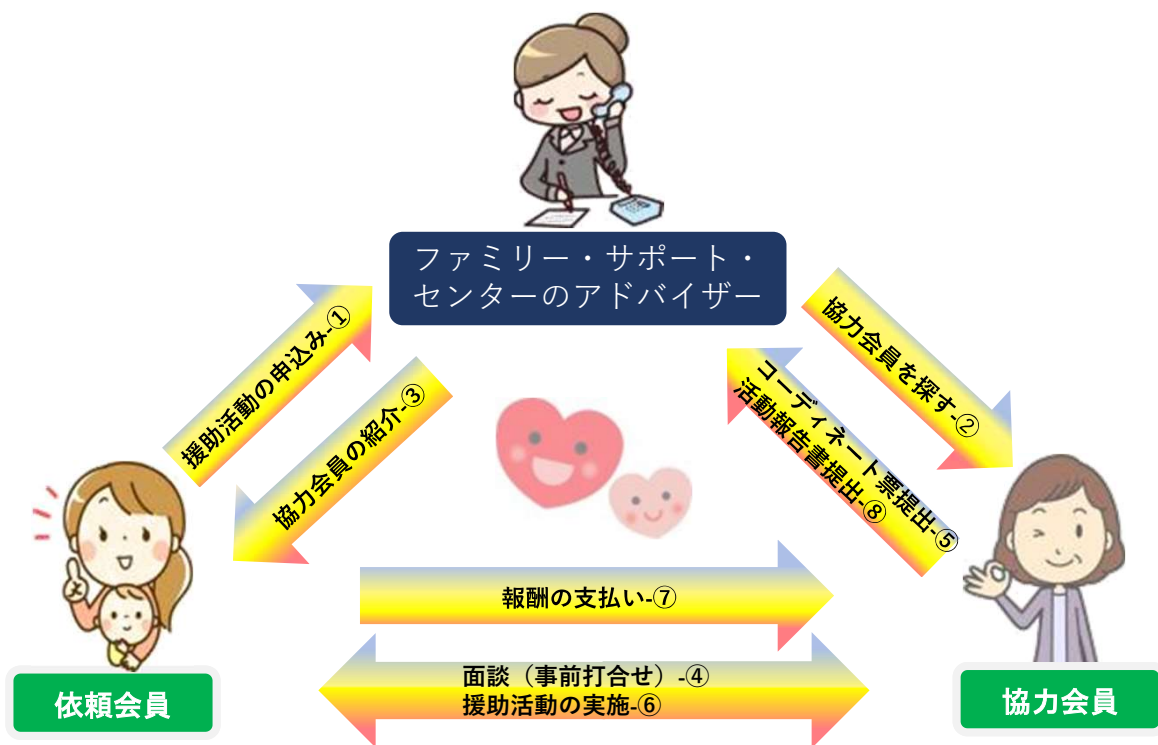 ファミリー・サポート・
センターのアドバイザー
援助活動の申込み-①
協力会員の紹介-③
協力会員を探す-②
コーディネート票提出-⑤
活動報告書提出-⑧
報酬の支払い-⑦
面談（事前打合せ）-④
援助活動の実施-⑥
依頼会員
協力会員